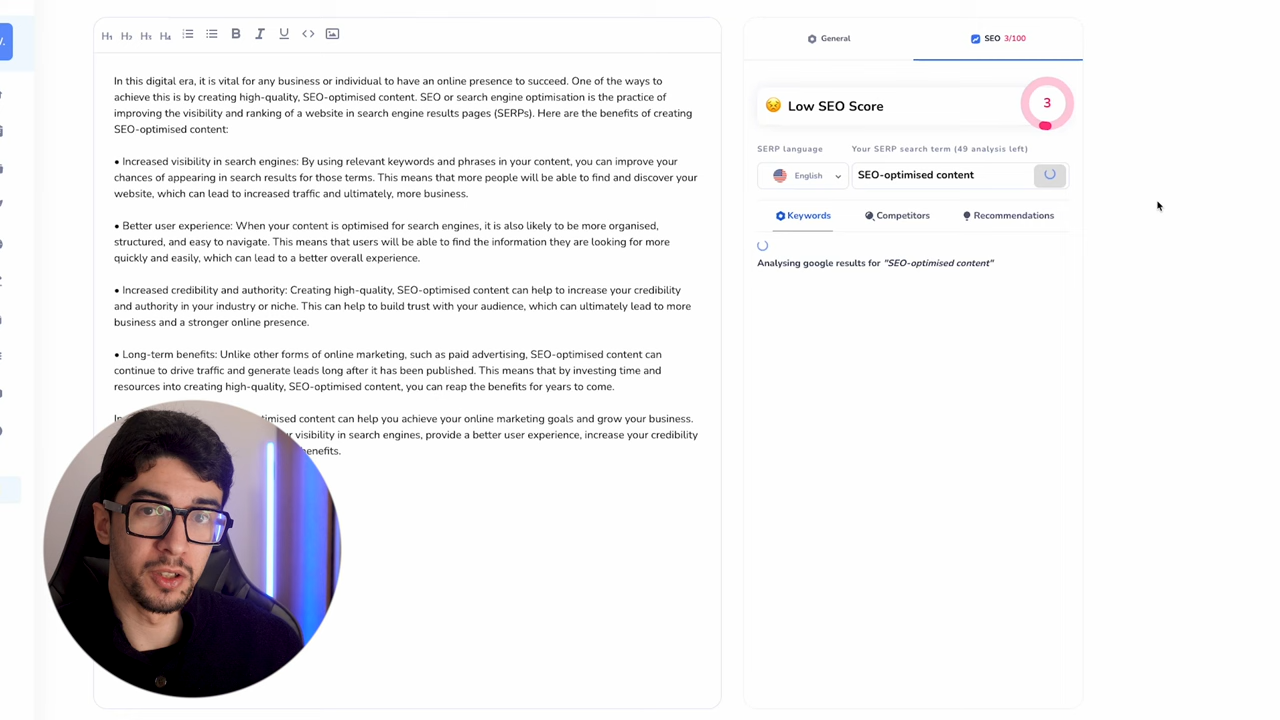 H1 H2 H3 H4 B I U <>
In this digital era, it is vital for any business or individual to have an online presence to succeed. One of the ways to
achieve this is by creating high-quality, SEO-optimised content. SEO or search engine optimisation is the practice of
improving the visibility and ranking of a website in search engine results pages (SERPs). Here are the benefits of creating
SEO-optimised content:
• Increased visibility in search engines: By using relevant keywords and phrases in your content, you can improve your
chances of appearing in search results for those terms. This means that more people will be able to find and discover your
website, which can lead to increased traffic and ultimately, more business.
• Better user experience: When your content is optimised for search engines, it is also likely to be more organised,
structured, and easy to navigate. This means that users will be able to find the information they are looking for more
quickly and easily, which can lead to a better overall experience.
• Increased credibility and authority: Creating high-quality, SEO-optimised content can help to increase your credibility
and authority in your industry or niche. This can help to build trust with your audience, which can ultimately lead to more
business and a stronger online presence.
• Long-term benefits: Unlike other forms of online marketing, such as paid advertising, SEO-optimised content can
continue to drive traffic and generate leads long after it has been published. This means that by investing time and
resources into creating high-quality, SEO-optimised content, you can reap the benefits for years to come.
content can help you achieve your online marketing goals and grow your business.
visibility in search engines, provide a better user experience, increase your credibility
benefits.
General
SEO 3/100
Low SEO Score
3
SERP language
Your SERP search term (49 analysis left)
English
SEO-optimised content
Keywords
Competitors
Recommendations
Analysing google results for "SEO-optimised content"